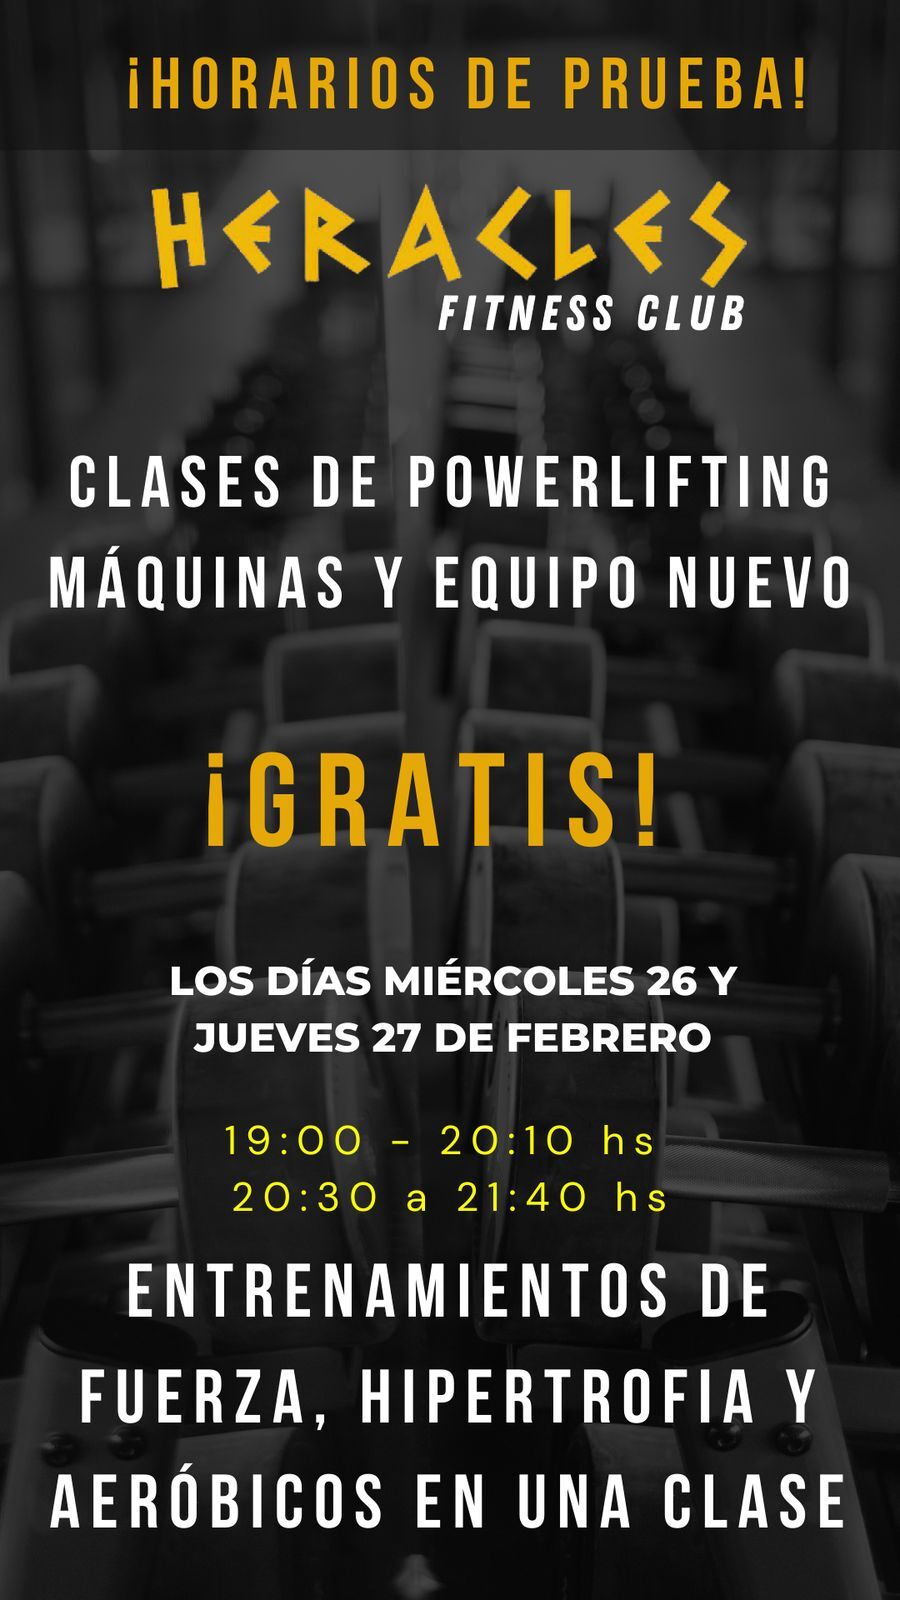 ¡HORARIOS DE PRUEBA!
HERACLES
FITNESS CLUB
CLASES DE POWERLIFTING
MÁQUINAS Y EQUIPO NUEVO
¡GRATIS!
LOS DÍAS MIÉRCOLES 26 Y
JUEVES 27 DE FEBRERO
19:00 - 20:10 hs
20:30 a 21:40 hs
ENTRENAMIENTOS DE
FUERZA, HIPERTROFIA Y
AERÓBICOS EN UNA CLASE